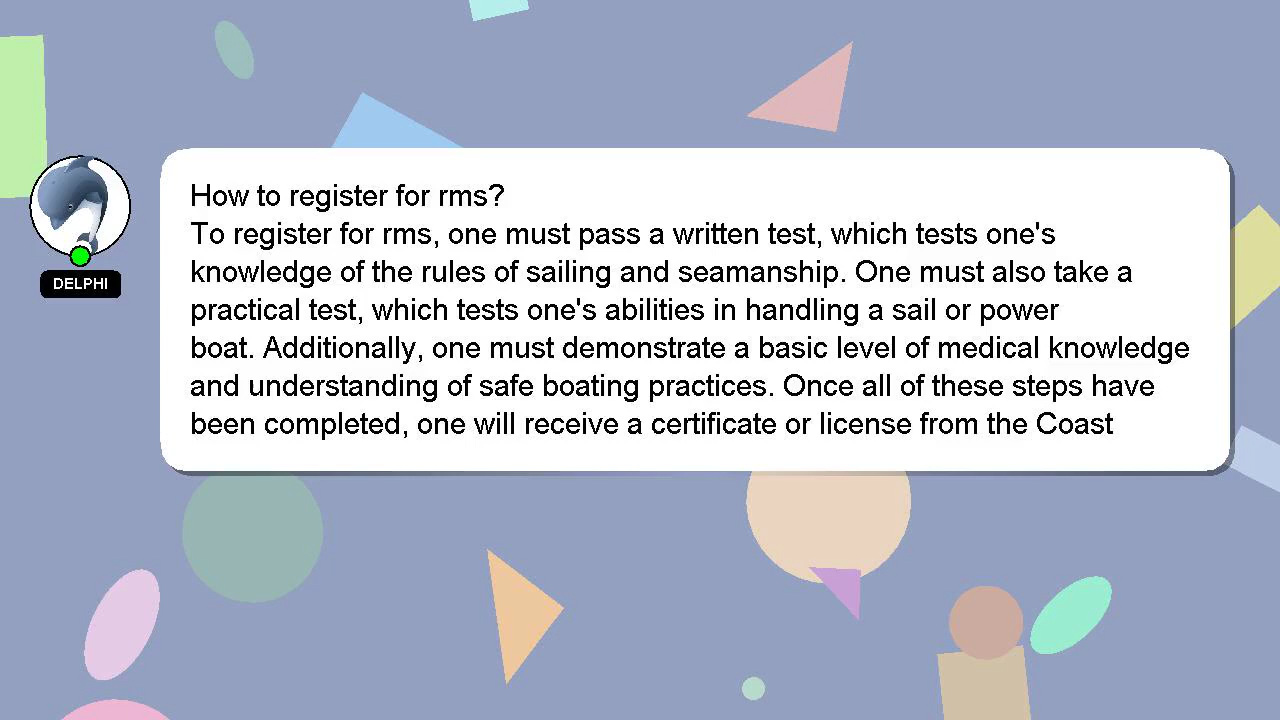 How to register for rms?
To register for rms, one must pass a written test, which tests one's
knowledge of the rules of sailing and seamanship. One must also take a
practical test, which tests one's abilities in handling a sail or power
boat. Additionally, one must demonstrate a basic level of medical knowledge
and understanding of safe boating practices. Once all of these steps have
been completed, one will receive a certificate or license from the Coast
DELPHI